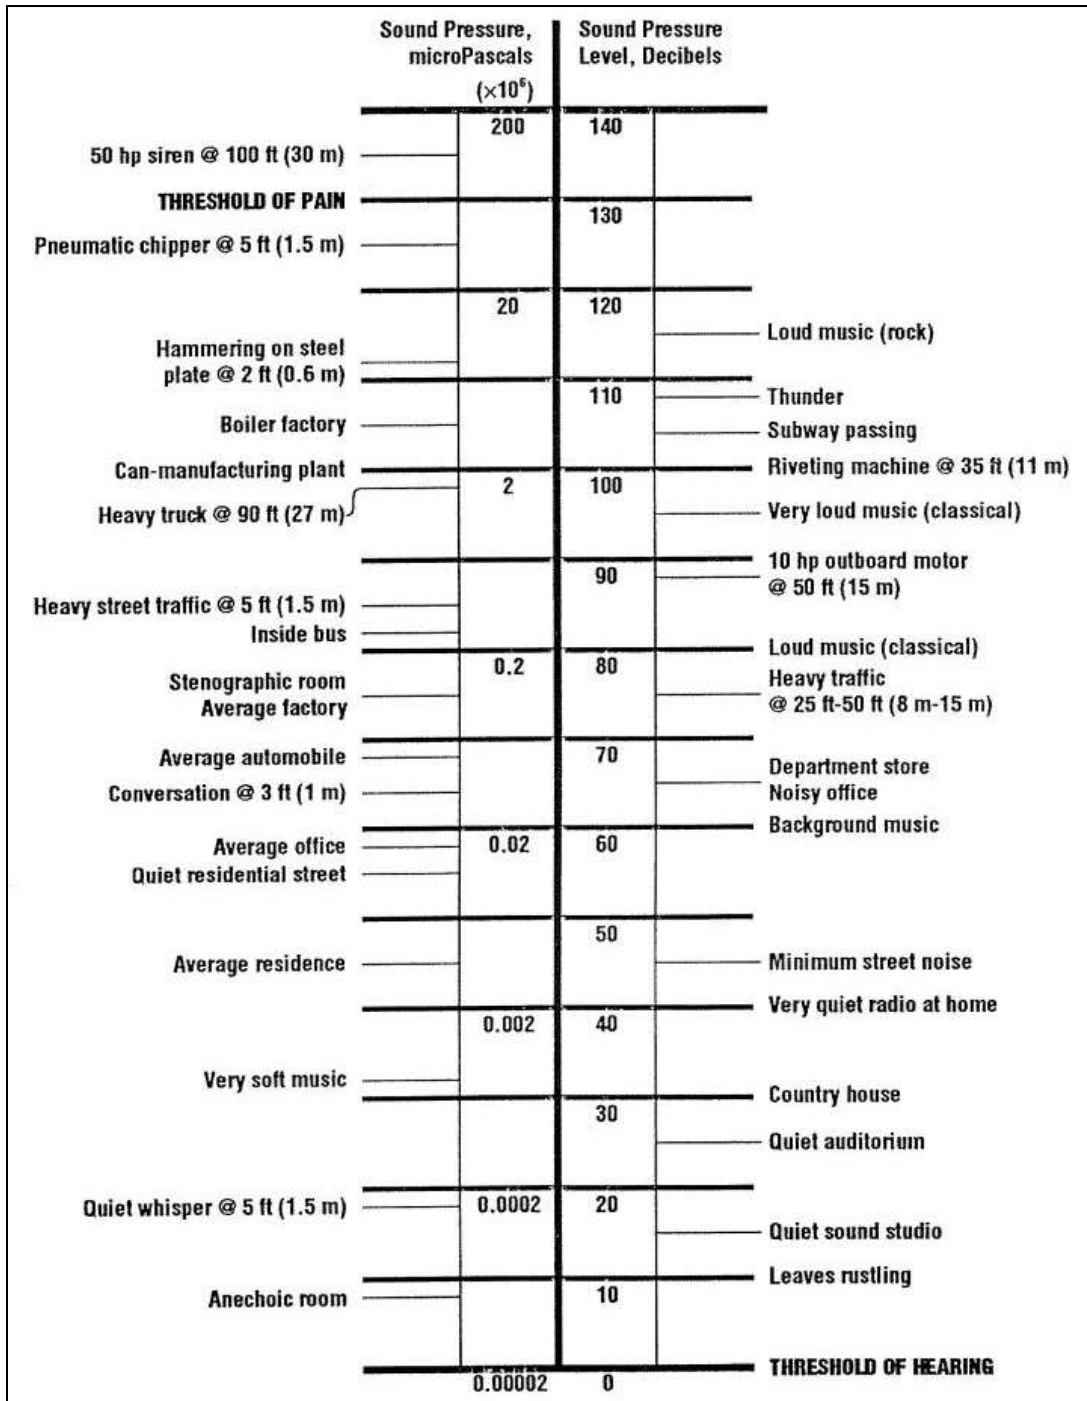 Sound Pressure,
microPascals
(×10⁶)
Sound Pressure
Level, Decibels
200 140
50 hp siren @ 100 ft (30 m)
THRESHOLD OF PAIN
130
Pneumatic chipper @ 5 ft (1.5 m)
20 120
Loud music (rock)
Hammering on steel
plate @ 2 ft (0.6 m)
110
Thunder
Boiler factory
Subway passing
Can-manufacturing plant
Riveting machine @ 35 ft (11 m)
2 100
Heavy truck @ 90 ft (27 m)
Very loud music (classical)
10 hp outboard motor
@ 50 ft (15 m)
90
Heavy street traffic @ 5 ft (1.5 m)
Inside bus
Loud music (classical)
0.2 80
Heavy traffic
@ 25 ft-50 ft (8 m-15 m)
Stenographic room
Average factory
70
Average automobile
Department store
Noisy office
Conversation @ 3 ft (1 m)
Background music
0.02 60
Average office
Quiet residential street
50
Average residence
Minimum street noise
Very quiet radio at home
0.002 40
Very soft music
Country house
30
Quiet auditorium
Quiet whisper @ 5 ft (1.5 m)
0.0002 20
Quiet sound studio
Leaves rustling
10
Anechoic room
THRESHOLD OF HEARING
0.00002 0